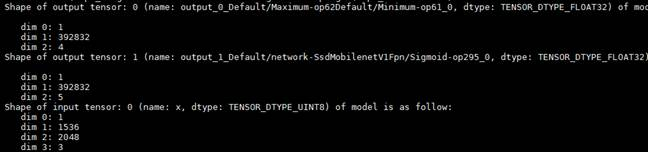 Shape of output tensor: 0 (name: output_0_Default/Maximum-op62Default/Minimum-op61_0, dtype: TENSOR_DTYPE_FLOAT32) of mod
dim 0: 1
dim 1: 392832
dim 2: 4
Shape of output tensor: 1 (name: output_1_Default/network-SsdMobilenetV1Fpn/Sigmoid-op295_0, dtype: TENSOR_DTYPE_FLOAT32)
dim 0: 1
dim 1: 392832
dim 2: 5
Shape of input tensor: 0 (name: x, dtype: TENSOR_DTYPE_UINT8) of model is as follow:
dim 0: 1
dim 1: 1536
dim 2: 2048
dim 3: 3